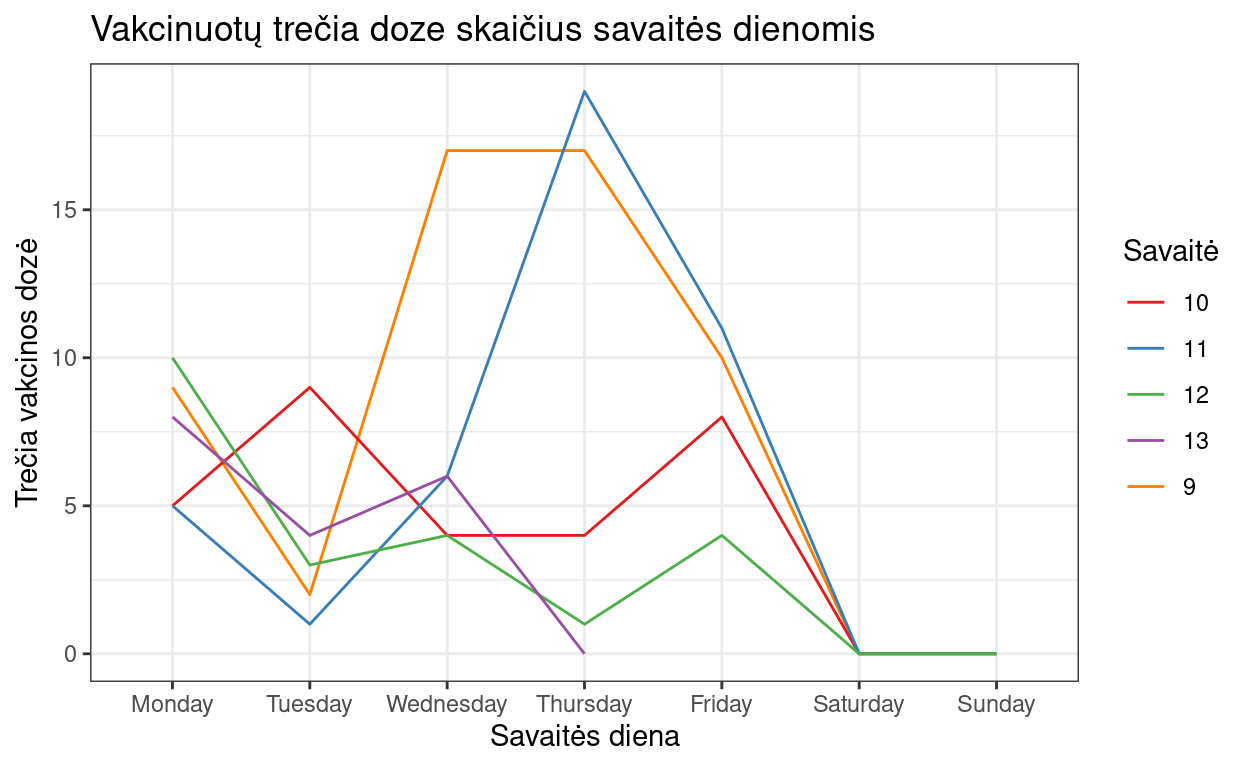 Vakcinuotų trečia doze skaičius savaitės dienomis
Trečia vakcinos dozė
15
10
5
0
Monday Tuesday Wednesday Thursday Friday Saturday Sunday
Savaitės diena
Savaitė
10
11
12
13
9